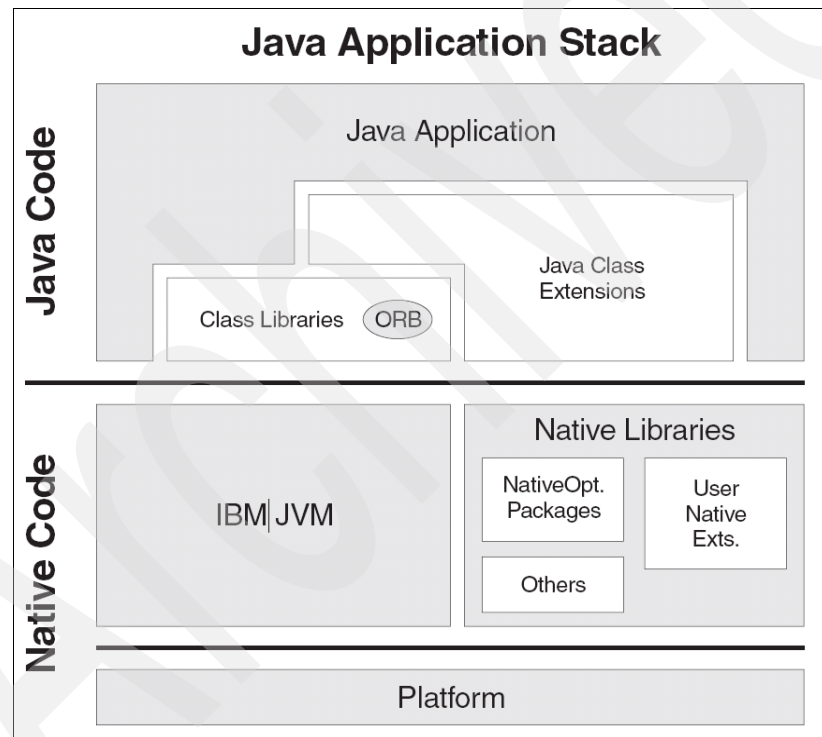 Java Application Stack
Java Code
Java Application
Java Class
Extensions
Class Libraries
ORB
Native Code
IBM JVM
Native Libraries
NativeOpt.
Packages
User
Native
Exts.
Others
Platform
Archived